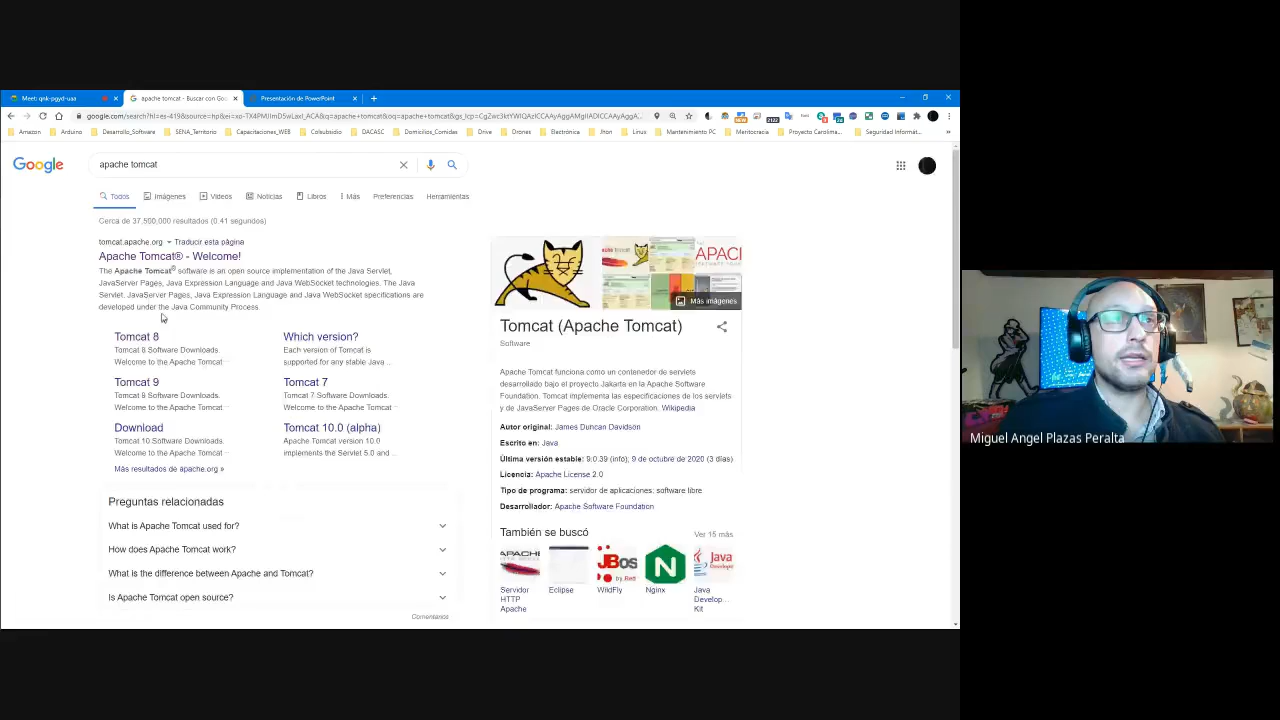 Meet: qnk-pgyd-uaa
apache tomcat - Buscar con Goo
Presentación de PowerPoint
Amazon
Arduino
Desarrollo_Software
SENA_Territorio
Capacitaciones_WEB
Colsubsidio
DACASC
Domicilios_Comidas
Drive
Drones
Electrónica
Jhon
Linus
Mantenimiento PC
Meritocracia
Proyecto Carolima...
Seguridad Informát...
Google
apache tomcat
Todos
Imágenes
Videos
Noticias
Libros
Más
Preferencias
Herramientas
Cerca de 37,500,000 resultados (0.41 segundos)
tomcat.apache.org
Traducir esta página
Apache Tomcat® - Welcome!
The Apache Tomcat® software is an open source implementation of the Java Servlet,
JavaServer Pages, Java Expression Language and Java WebSocket technologies. The Java
Servlet, JavaServer Pages, Java Expression Language and Java WebSocket specifications are
developed under the Java Community Process.
Tomcat 8
Tomcat 8 Software Downloads.
Welcome to the Apache Tomcat ...
Which version?
Each version of Tomcat is
supported for any stable Java ...
Tomcat 9
Tomcat 8 Software Downloads.
Welcome to the Apache Tomcat ...
Tomcat 7
Tomcat 7 Software Downloads.
Welcome to the Apache Tomcat ...
Download
Tomcat 10 Software Downloads.
Welcome to the Apache Tomcat ...
Tomcat 10.0 (alpha)
Apache Tomcat version 10.0
implements the Servlet 5.0 and ...
Más resultados de apache.org »
Preguntas relacionadas
What is Apache Tomcat used for?
How does Apache Tomcat work?
What is the difference between Apache and Tomcat?
Is Apache Tomcat open source?
Comentarios
APACI
Más imágenes
Tomcat (Apache Tomcat)
Software
Apache Tomcat funciona como un contenedor de servlets
desarrollado bajo el proyecto Jakarta en la Apache Software
Foundation. Tomcat implementa las especificaciones de los servlets
y de JavaServer Pages de Oracle Corporation. Wikipedia
Autor original: James Duncan Davidson
Escrito en: Java
Última versión estable: 9.0.39 (info); 9 de octubre de 2020 (3 días)
Licencia: Apache License 2.0
Tipo de programa: servidor de aplicaciones; software libre
Desarrollador: Apache Software Foundation
También se buscó
Ver 15 más
APACHE
JBos
by Red
Java
Servidor
HTTP
Apache
Eclipse
WildFly
Nginx
Java
Develop...
Kit
Miguel Angel Plazas Peralta